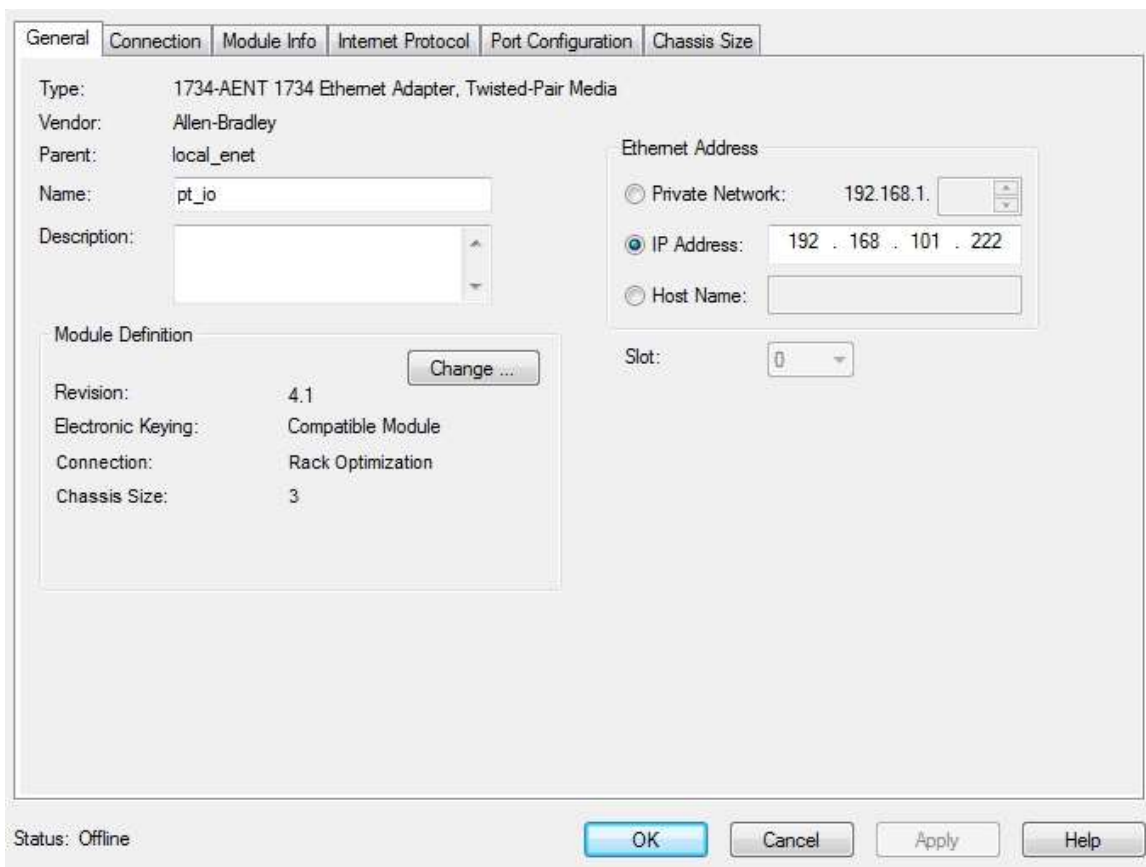 General Connection Module Info Internet Protocol Port Configuration Chassis Size
Type: 1734-AENT 1734 Ethernet Adapter, Twisted-Pair Media
Vendor: Allen-Bradley
Parent: local_enet
Name: pt_io
Description:
Ethernet Address
Private Network: 192.168.1.
IP Address: 192 . 168 . 101 . 222
Host Name:
Slot: 0
Module Definition
Change ...
Revision: 4.1
Electronic Keying: Compatible Module
Connection: Rack Optimization
Chassis Size: 3
Status: Offline
OK Cancel Apply Help